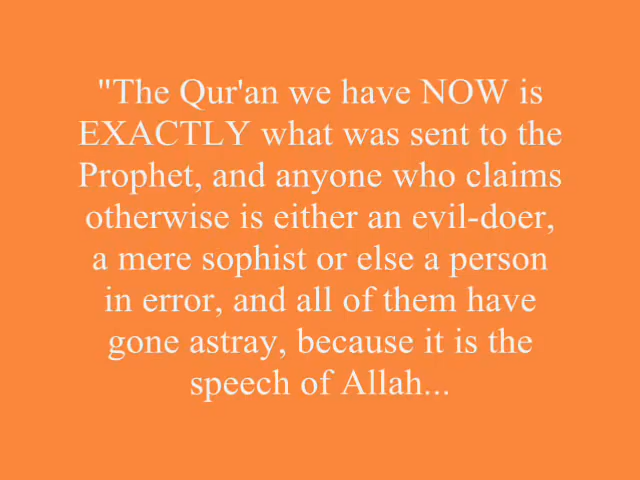 "The Qur'an we have NOW is
EXACTLY what was sent to the
Prophet, and anyone who claims
otherwise is either an evil-doer,
a mere sophist or else a person
in error, and all of them have
gone astray, because it is the
speech of Allah...